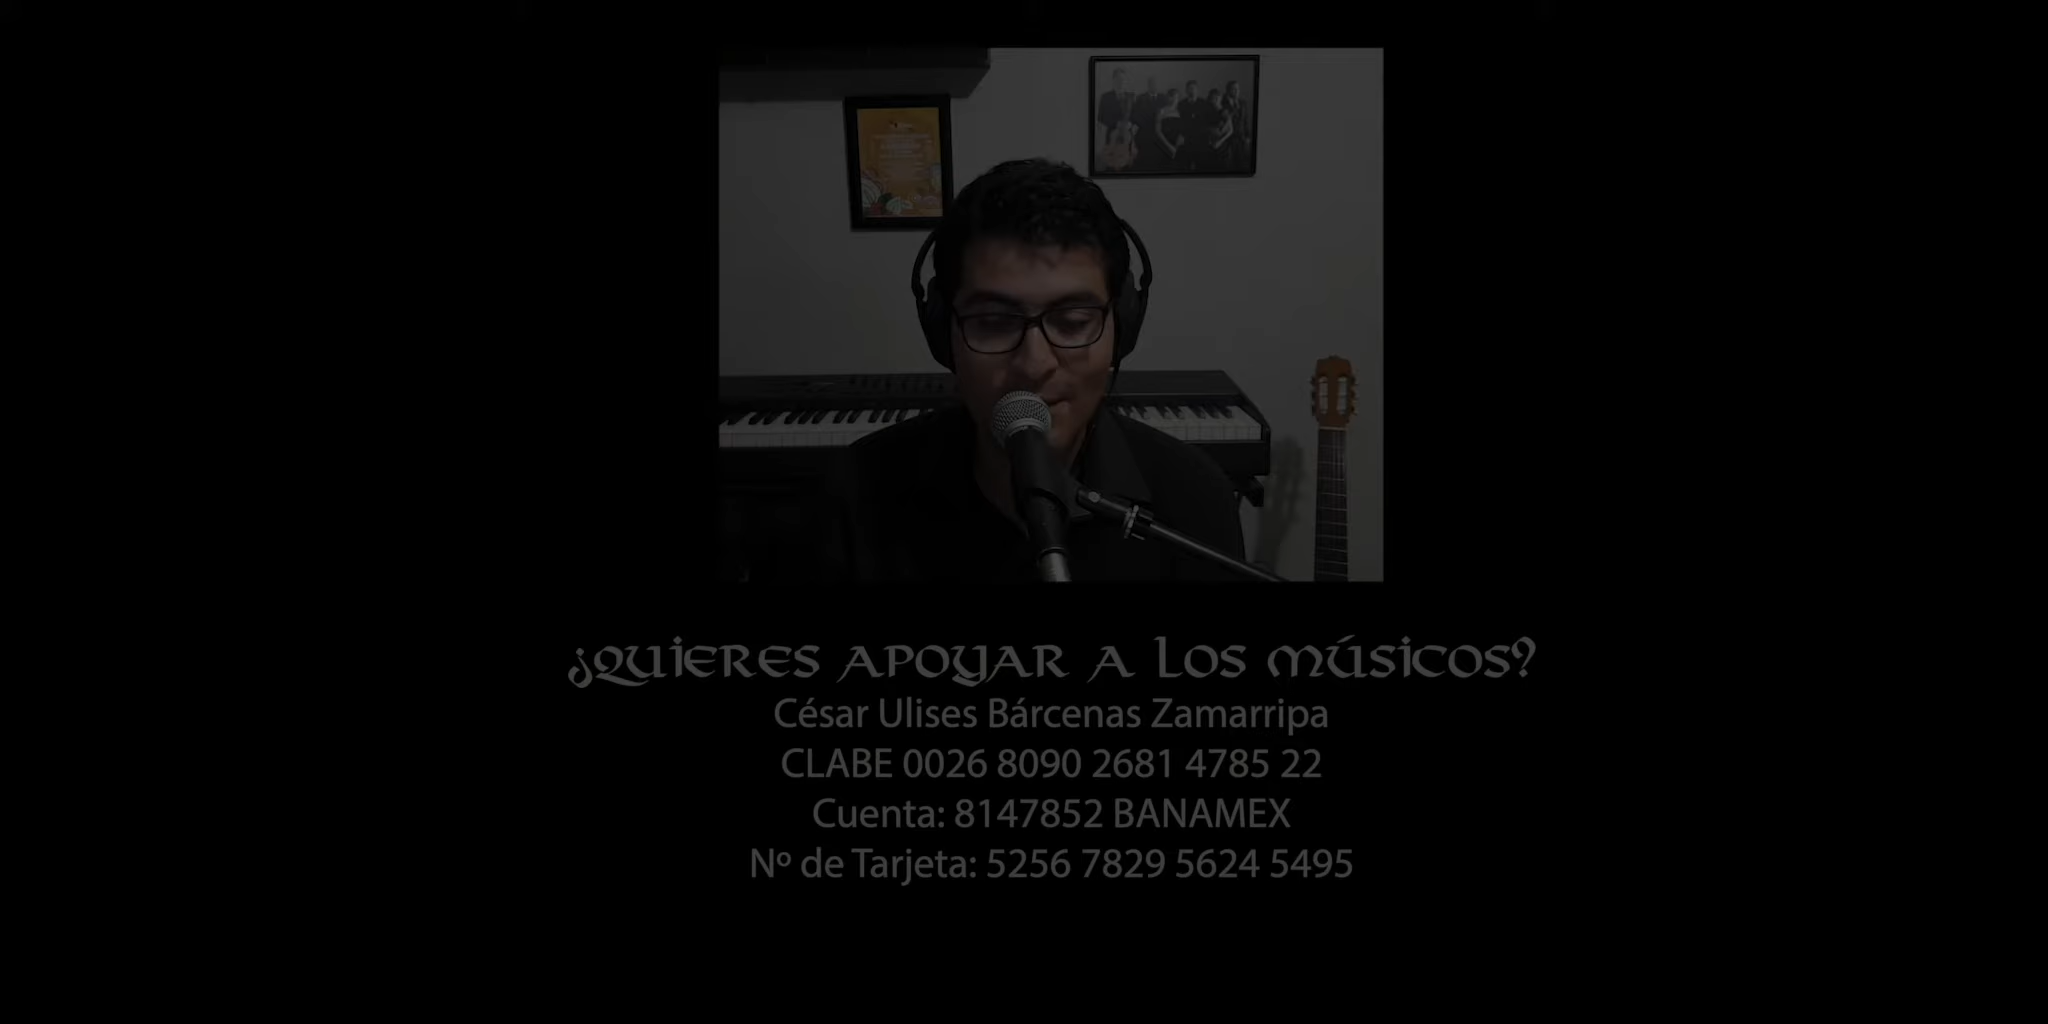 ¿Quieres apoyar a los músicos?
César Ulises Bárcenas Zamarripa
CLABE 0026 8090 2681 4785 22
Cuenta: 8147852 BANAMEX
Nº de Tarjeta: 5256 7829 5624 5495